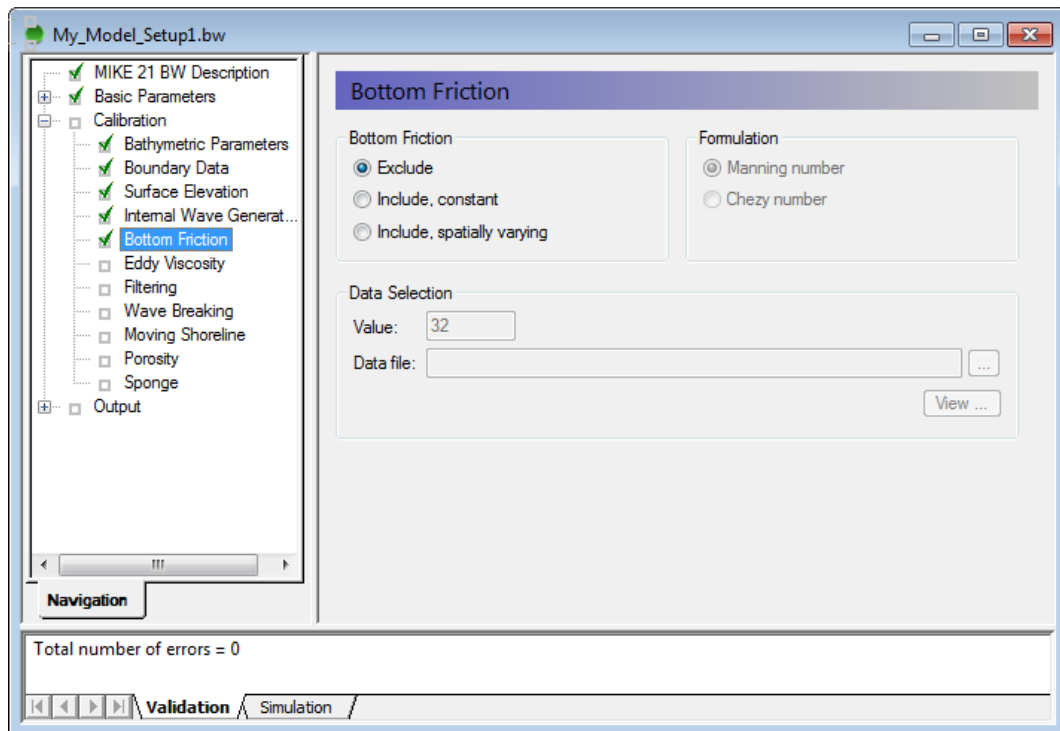 My_Model_Setup1.bw
MIKE 21 BW Description
Basic Parameters
Calibration
Bathymetric Parameters
Boundary Data
Surface Elevation
Internal Wave Generat...
Bottom Friction
Eddy Viscosity
Filtering
Wave Breaking
Moving Shoreline
Porosity
Sponge
Output
Navigation
Bottom Friction
Bottom Friction
Exclude
Include, constant
Include, spatially varying
Formulation
Manning number
Chezy number
Data Selection
Value: 32
Data file: ...
View ...
Total number of errors = 0
Validation Simulation